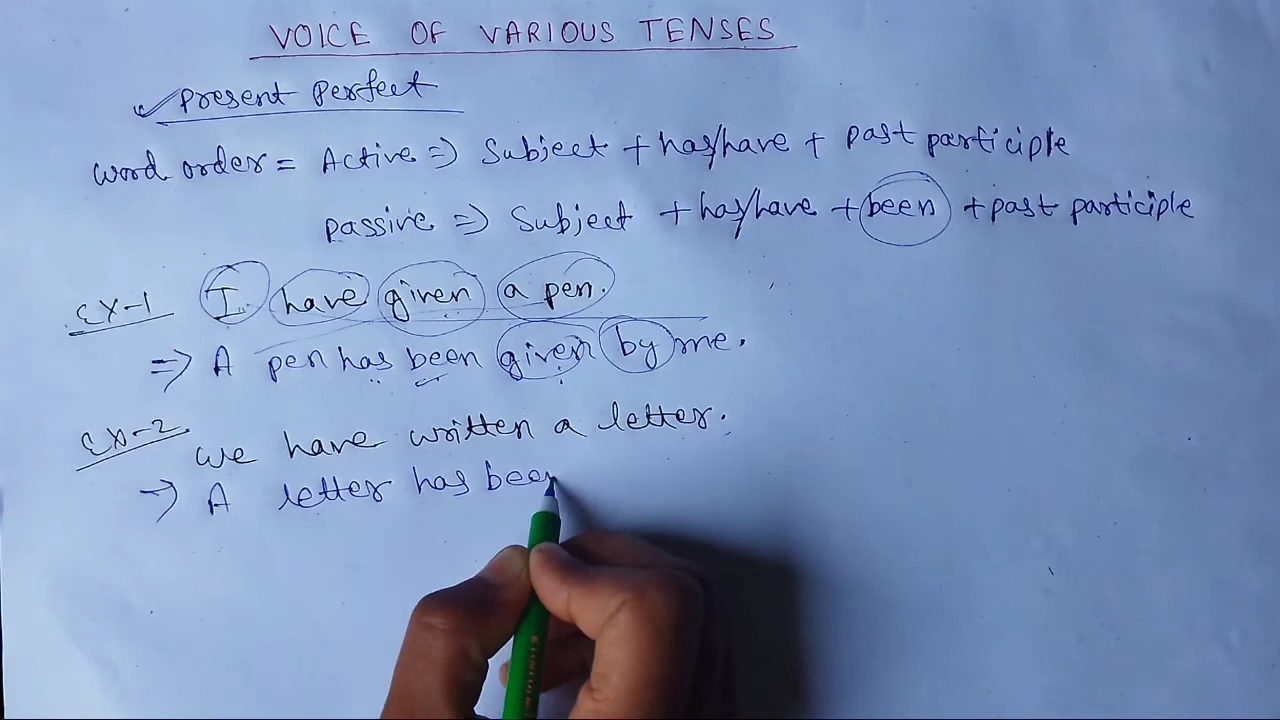 VOICE OF VARIOUS TENSES
Present Perfect
Word order = Active => Subject + has/have + past participle
passive => Subject + has/have + been + past participle
EX-1 I have given a pen.
=> A pen has been given by me.
EX-2 We have written a letter.
=> A letter has been